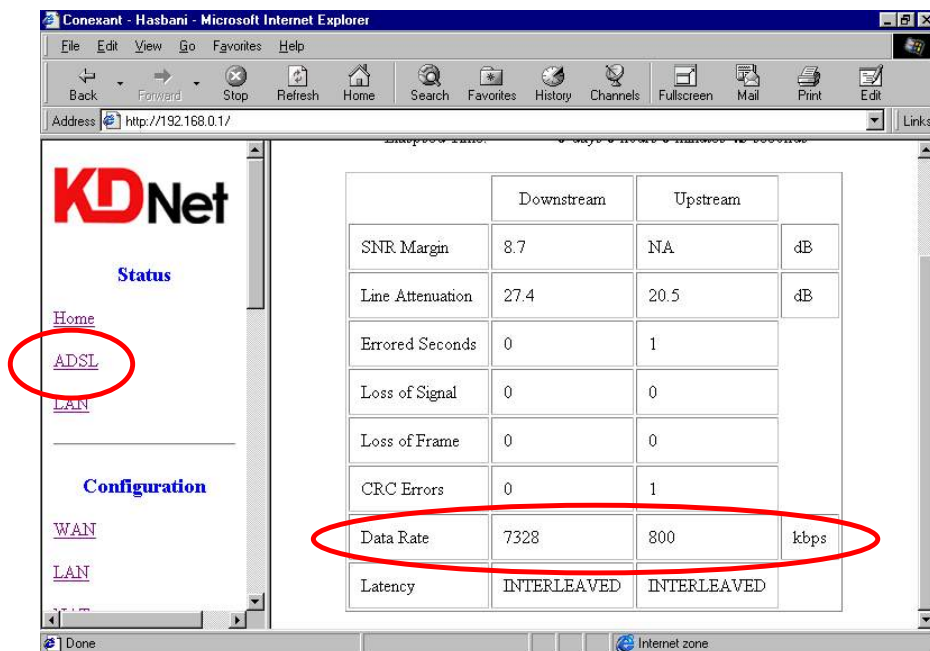 Conexant - Hasbani - Microsoft Internet Explorer
File Edit View Go Favorites Help
Back Forward Stop Refresh Home Search Favorites History Channels Fullscreen Mail Print Edit
Address http://192.168.0.1/ Links
KDNet
Status
Home
ADSL
LAN
Configuration
WAN
LAN
Downstream Upstream
SNR Margin 8.7 NA dB
Line Attenuation 27.4 20.5 dB
Errored Seconds 0 1
Loss of Signal 0 0
Loss of Frame 0 0
CRC Errors 0 1
Data Rate 7328 800 kbps
Latency INTERLEAVED INTERLEAVED
Done Internet zone